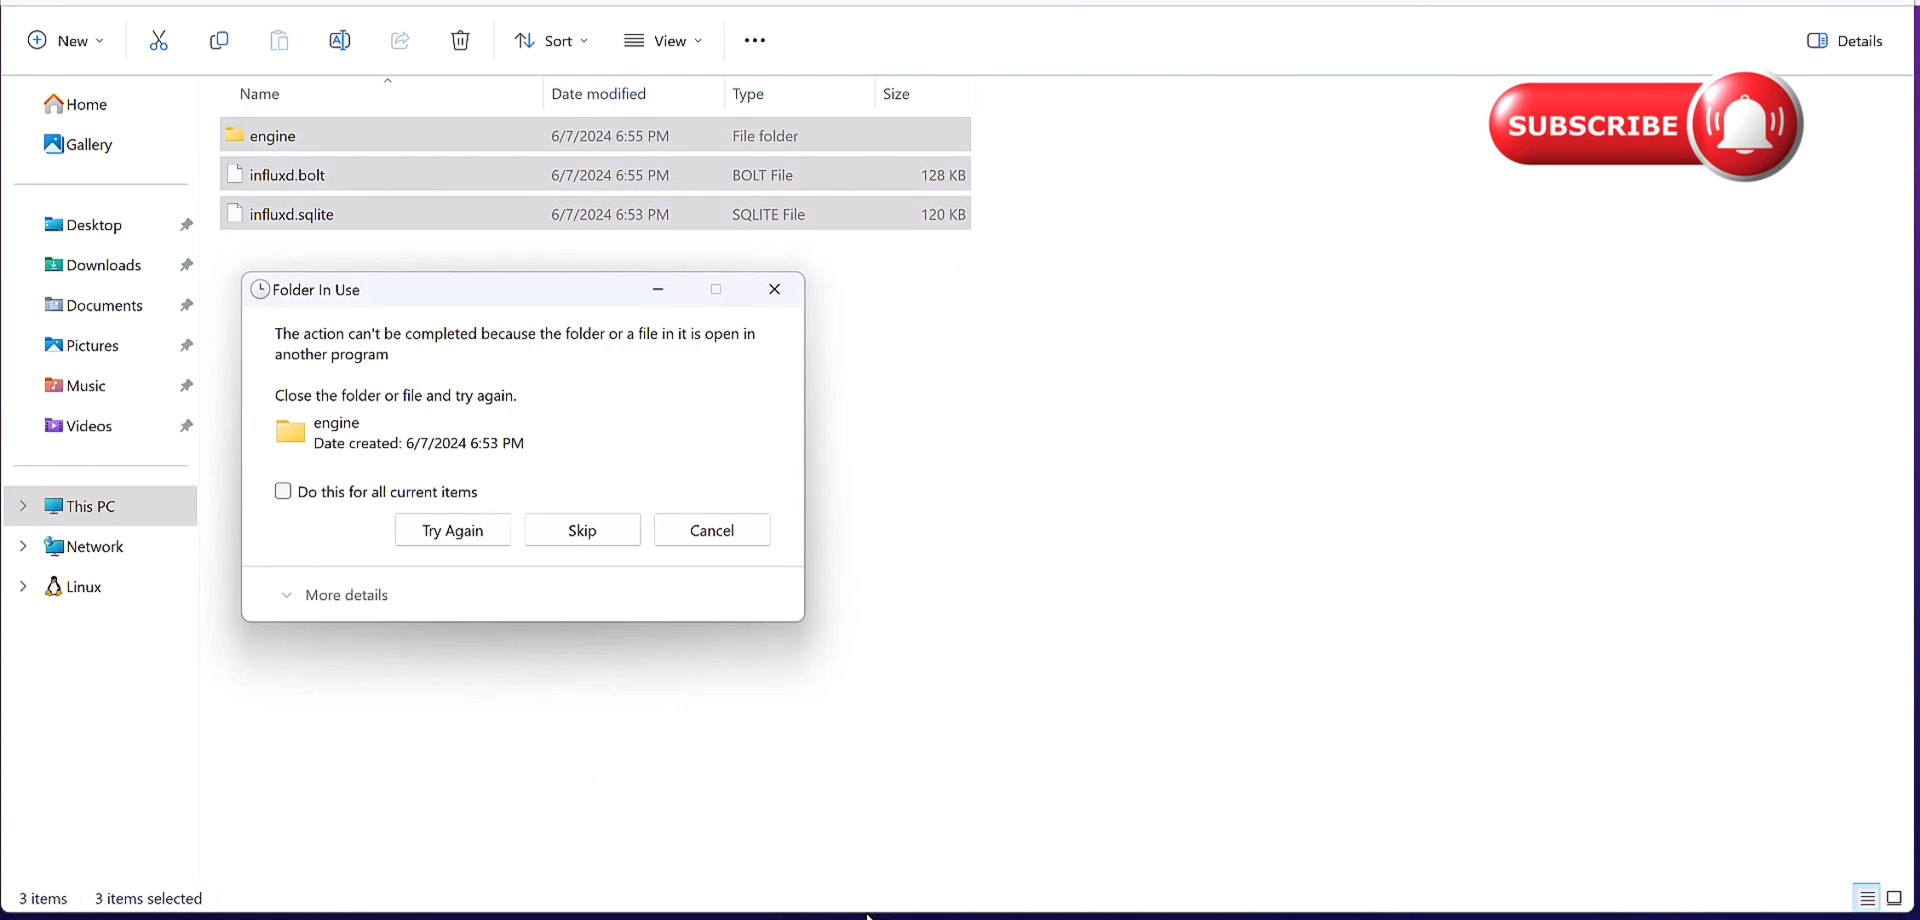 New
Sort
View
Details
Home
Gallery
Desktop
Downloads
Documents
Pictures
Music
Videos
This PC
Network
Linux
Name Date modified Type Size
engine 6/7/2024 6:55 PM File folder
influxd.bolt 6/7/2024 6:55 PM BOLT File 128 KB
influxd.sqlite 6/7/2024 6:53 PM SQLITE File 120 KB
SUBSCRIBE
Folder In Use
The action can't be completed because the folder or a file in it is open in
another program
Close the folder or file and try again.
engine
Date created: 6/7/2024 6:53 PM
Do this for all current items
Try Again Skip Cancel
More details
3 items 3 items selected